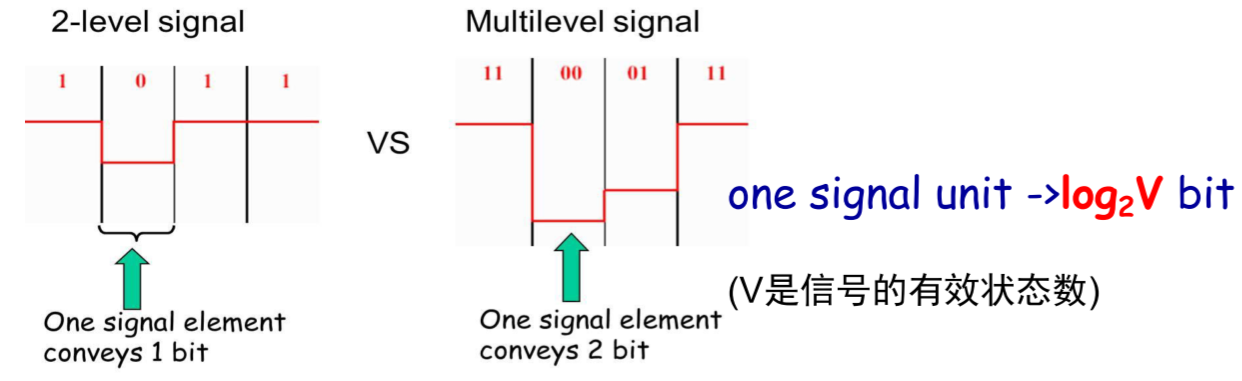 2-level signal
1 0 1 1
One signal element
conveys 1 bit
VS
Multilevel signal
11 00 01 11
One signal element
conveys 2 bit
one signal unit ->log₂V bit
(V是信号的有效状态数)